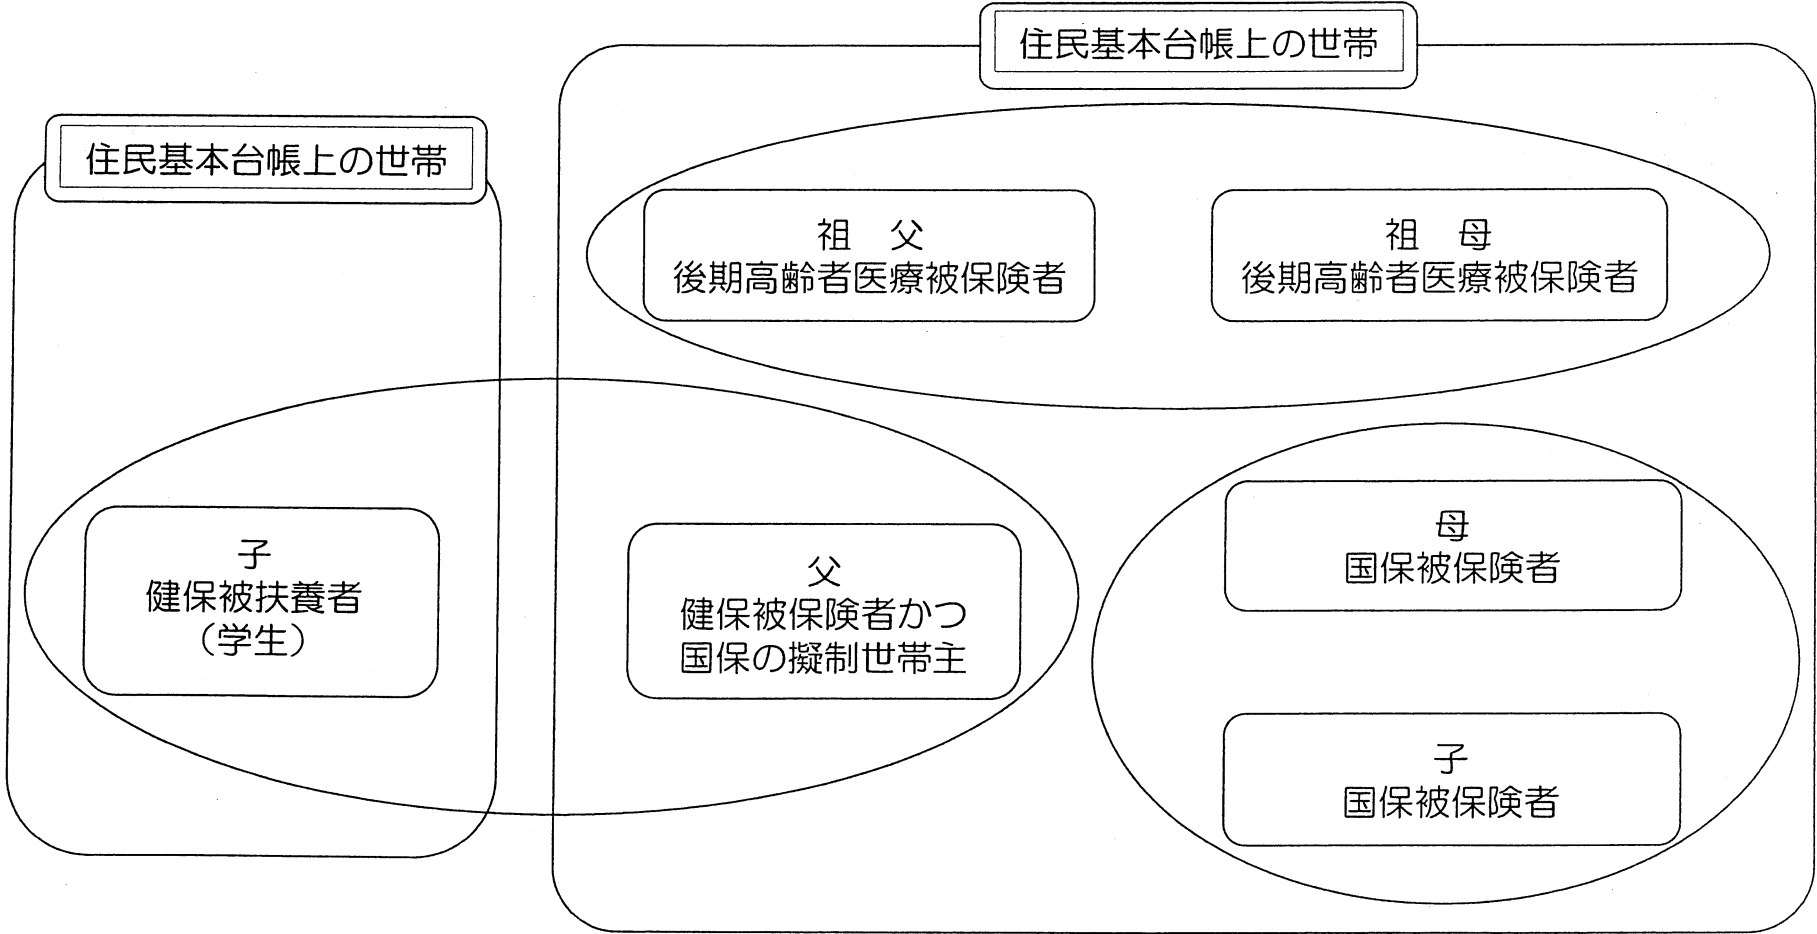 住民基本台帳上の世帯
住民基本台帳上の世帯
祖　父
後期高齢者医療被保険者
祖　母
後期高齢者医療被保険者
子
健保被扶養者
（学生）
父
健保被保険者かつ
国保の擬制世帯主
母
国保被保険者
子
国保被保険者